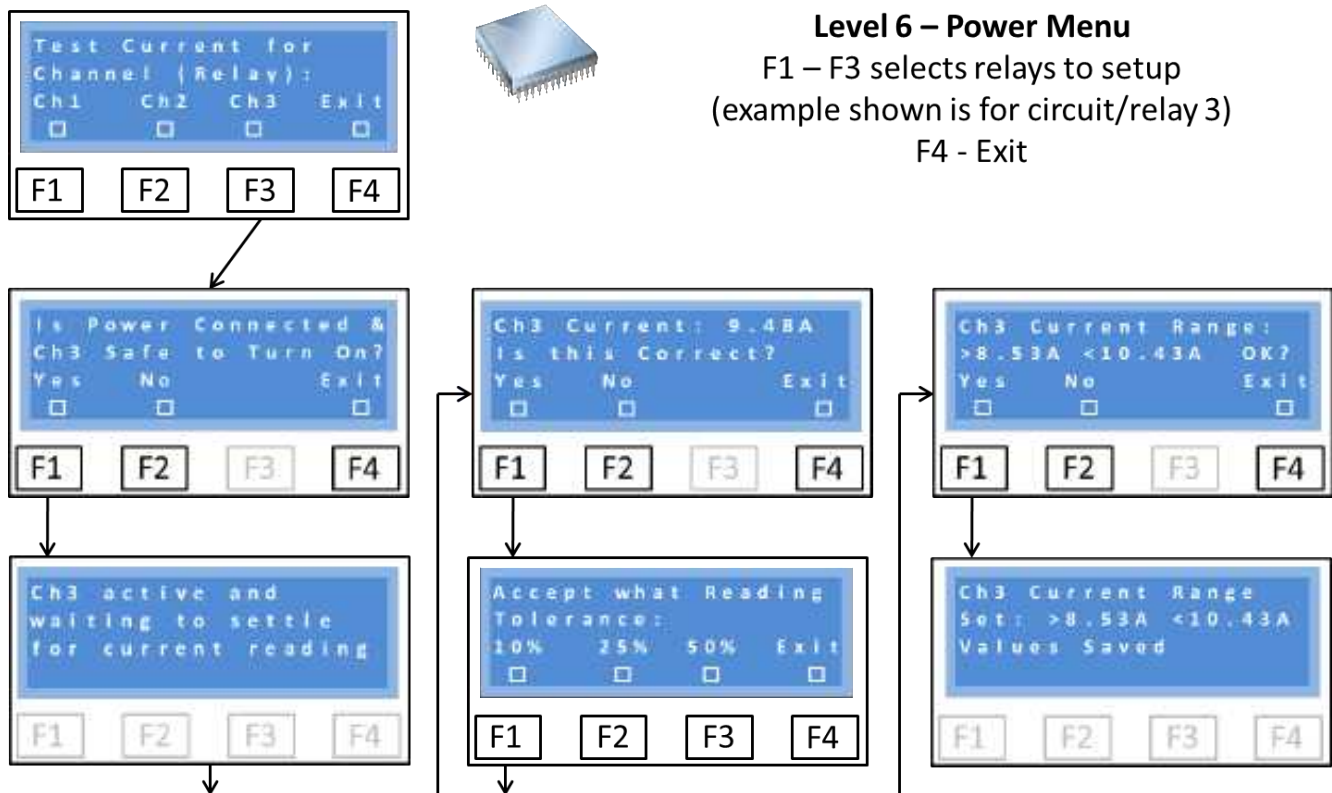 Level 6 – Power Menu
F1 – F3 selects relays to setup
(example shown is for circuit/relay 3)
F4 - Exit
Test Current for
Channel (Relay):
Ch1 Ch2 Ch3 Exit
F1 F2 F3 F4
Is Power Connected &
Ch3 Safe to Turn On?
Yes No Exit
F1 F2 F3 F4
Ch3 active and
waiting to settle
for current reading
F1 F2 F3 F4
Ch3 Current: 9.48A
Is this Correct?
Yes No Exit
F1 F2 F3 F4
Accept what Reading
Tolerance:
10% 25% 50% Exit
F1 F2 F3 F4
Ch3 Current Range:
>8.53A <10.43A OK?
Yes No Exit
F1 F2 F3 F4
Ch3 Current Range
Set: >8.53A <10.43A
Values Saved
F1 F2 F3 F4